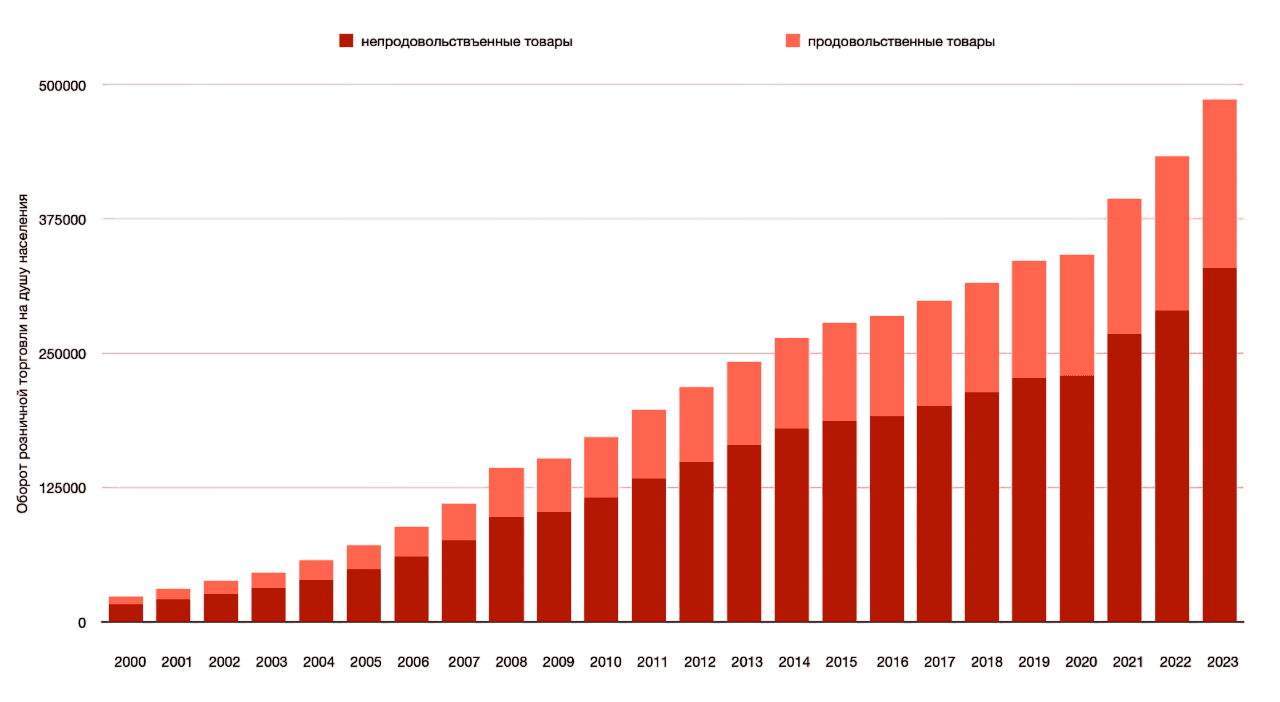 непродовольствъенные товары
продовольственные товары
500000
375000
250000
125000
0
Оборот розничной торговли на душу населения
2000 2001 2002 2003 2004 2005 2006 2007 2008 2009 2010 2011 2012 2013 2014 2015 2016 2017 2018 2019 2020 2021 2022 2023